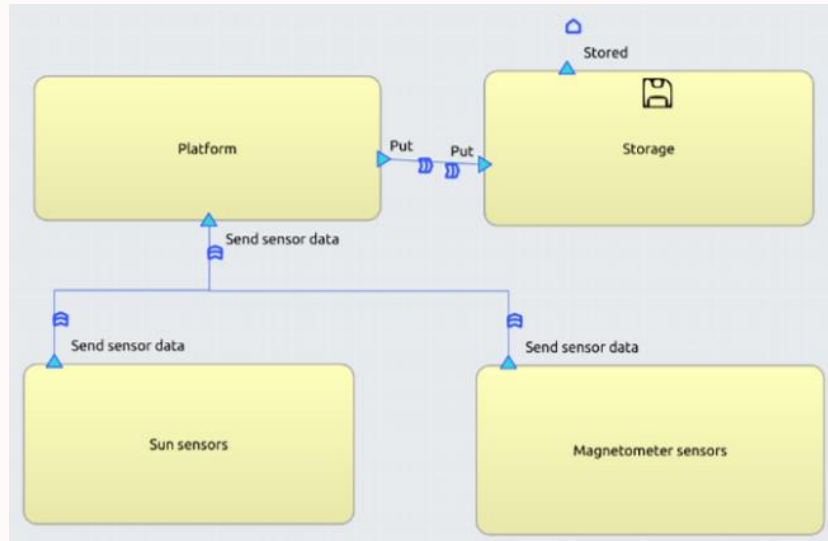 Stored
Platform
Put
Put
Storage
Send sensor data
Send sensor data
Send sensor data
Sun sensors
Magnetometer sensors